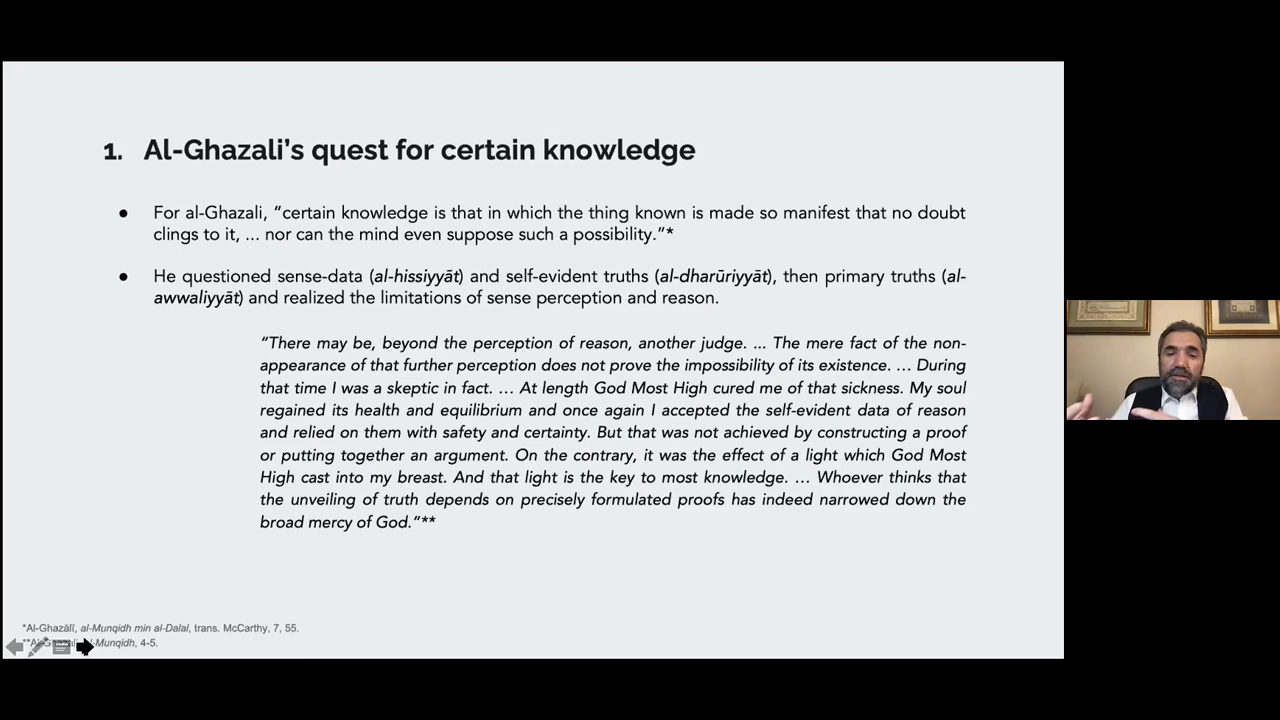 1. Al-Ghazali's quest for certain knowledge
● For al-Ghazali, “certain knowledge is that in which the thing known is made so manifest that no doubt
clings to it, ... nor can the mind even suppose such a possibility.”*
● He questioned sense-data (al-hissiyyāt) and self-evident truths (al-dharūriyyāt), then primary truths (al-
awwaliyyāt) and realized the limitations of sense perception and reason.
“There may be, beyond the perception of reason, another judge. ... The mere fact of the non-
appearance of that further perception does not prove the impossibility of its existence. … During
that time I was a skeptic in fact. … At length God Most High cured me of that sickness. My soul
regained its health and equilibrium and once again I accepted the self-evident data of reason
and relied on them with safety and certainty. But that was not achieved by constructing a proof
or putting together an argument. On the contrary, it was the effect of a light which God Most
High cast into my breast. And that light is the key to most knowledge. … Whoever thinks that
the unveiling of truth depends on precisely formulated proofs has indeed narrowed down the
broad mercy of God.”**
*Al-Ghazālī, al-Munqidh min al-Dalal, trans. McCarthy, 7, 55.
4-5.